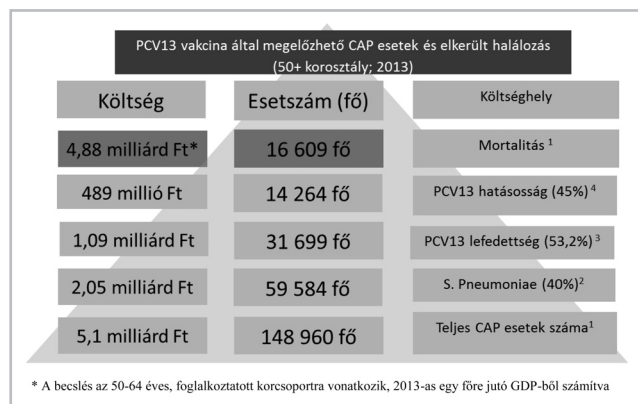 PCV13 vakcina által megelőzhető CAP esetek és elkerült halálozás
(50+ korosztály; 2013)
Költség Esetszám (fő) Költséghely
4,88 milliárd Ft* 16 609 fő Mortalitás 1
489 millió Ft 14 264 fő PCV13 hatásosság (45%) 4
1,09 milliárd Ft 31 699 fő PCV13 lefedettség (53,2%) 3
2,05 milliárd Ft 59 584 fő S. Pneumoniae (40%)2
5,1 milliárd Ft 148 960 fő Teljes CAP esetek száma1
* A becslés az 50-64 éves, foglalkoztatott korcsoportra vonatkozik, 2013-as egy főre jutó GDP-ből számítva